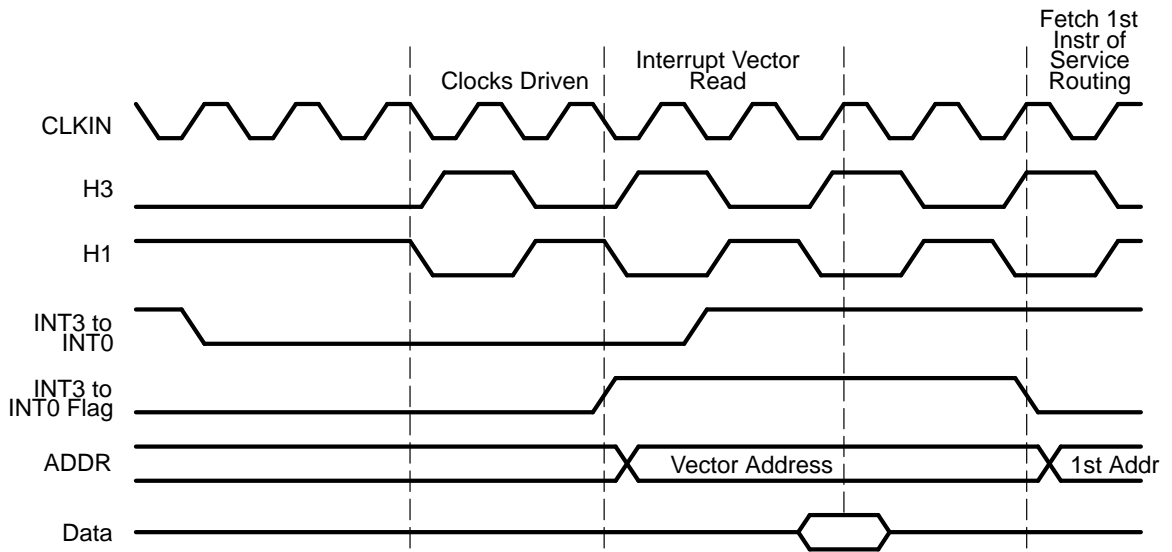 Fetch 1st
Instr of
Service
Routing
Clocks Driven
Interrupt Vector
Read
CLKIN
H3
H1
INT3 to
INT0
INT3 to
INT0 Flag
ADDR
Vector Address
1st Addr
Data